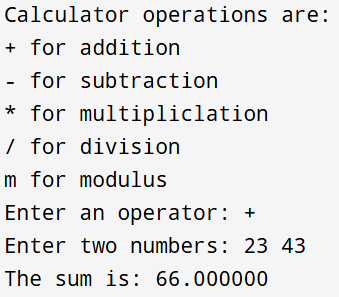 Calculator operations are:
+ for addition
- for subtraction
* for multipliclation
/ for division
m for modulus
Enter an operator: +
Enter two numbers: 23 43
The sum is: 66.000000